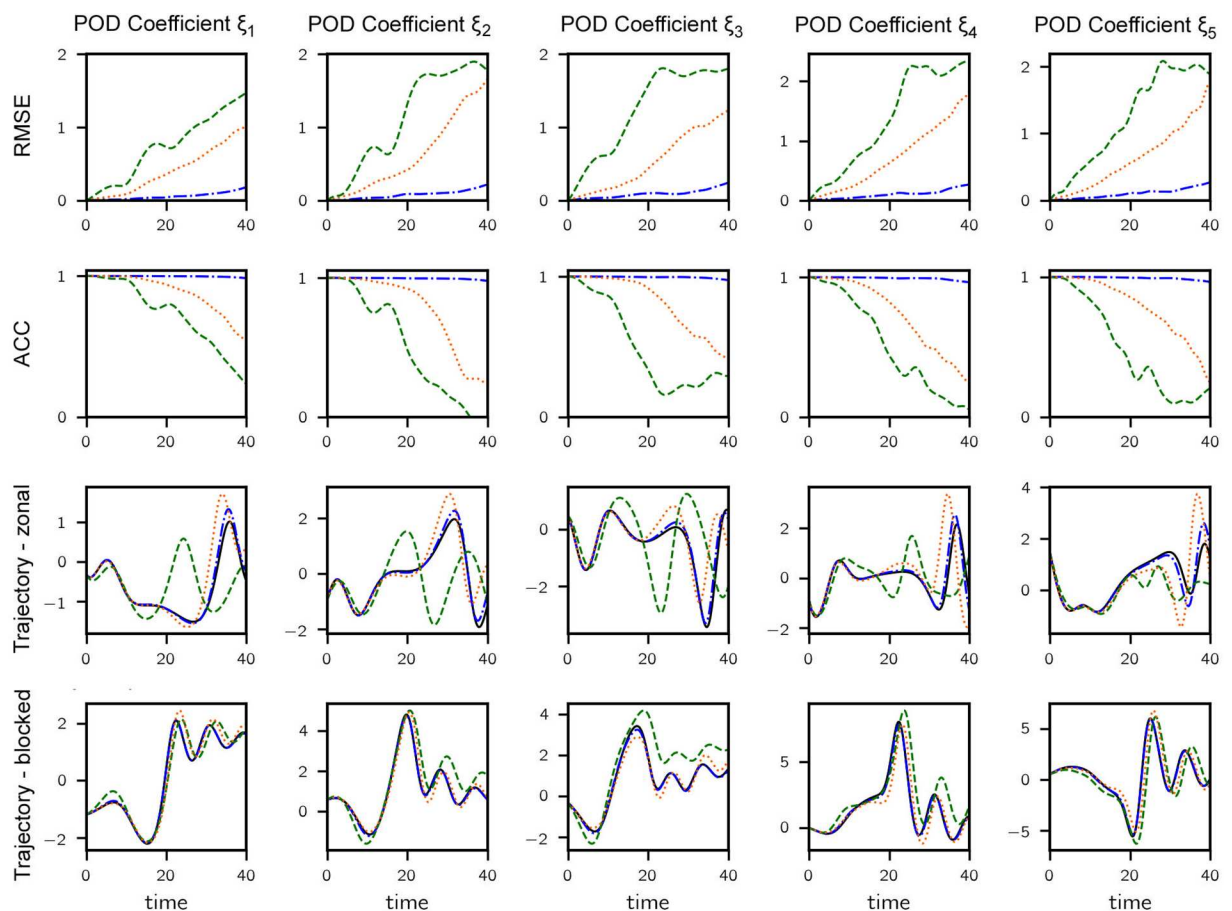 POD Coefficient ξ1 POD Coefficient ξ2 POD Coefficient ξ3 POD Coefficient ξ4 POD Coefficient ξ5
RMSE
2 2 2 2 2
1 1 1 1 1
0 0 0 0 0
0 20 40 0 20 40 0 20 40 0 20 40 0 20 40
ACC
1 1 1 1 1
0 0 0 0 0
0 20 40 0 20 40 0 20 40 0 20 40 0 20 40
Trajectory - zonal
1 2 0 4 4
0 0 −2 2 2
−1 −2 0 0
−2
0 20 40 0 20 40 0 20 40 0 20 40 0 20 40
Trajectory - blocked
2 4 4 5 5
0 2 2 0 0
−2 0 0 −5
−2 −2
0 20 40 0 20 40 0 20 40 0 20 40 0 20 40
time time time time time